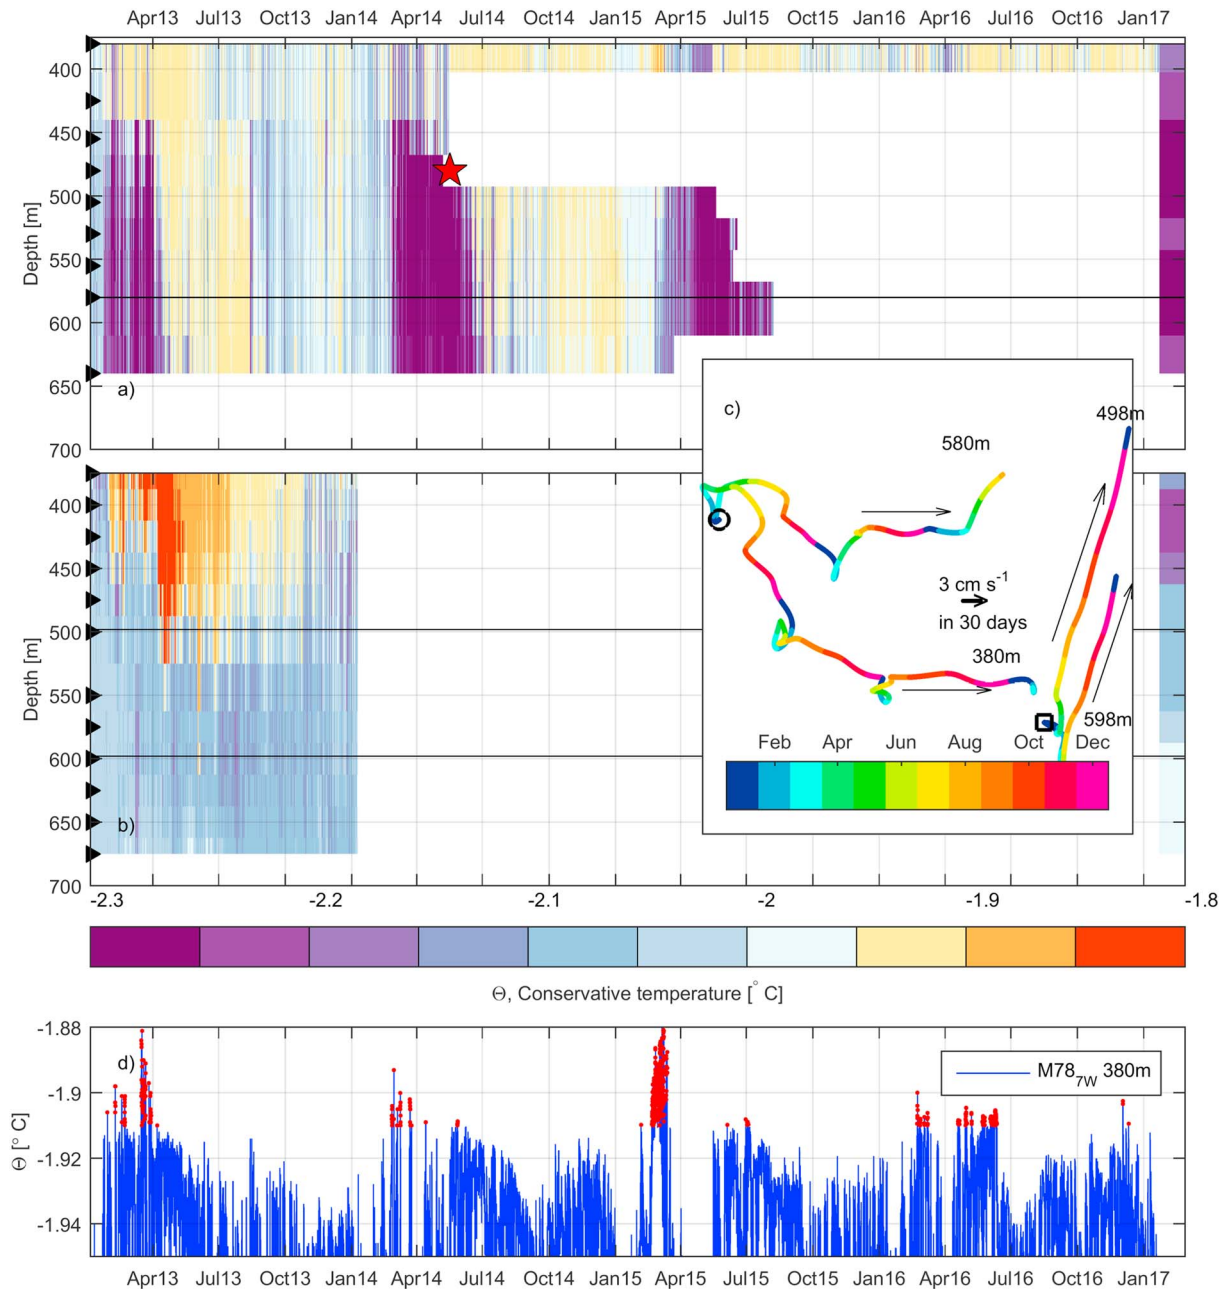 Apr13 Jul13 Oct13 Jan14 Apr14 Jul14 Oct14 Jan15 Apr15 Jul15 Oct15 Jan16 Apr16 Jul16 Oct16 Jan17
400
450
500
550
600
650
700
Depth [m]
a)
c)
498m
580m
3 cm s⁻¹
in 30 days
380m
598m
Feb Apr Jun Aug Oct Dec
400
450
500
550
600
650
700
Depth [m]
b)
-2.3 -2.2 -2.1 -2 -1.9 -1.8
Θ, Conservative temperature [° C]
-1.88
-1.9
-1.92
-1.94
Θ [° C]
d)
M78₇W 380m
Apr13 Jul13 Oct13 Jan14 Apr14 Jul14 Oct14 Jan15 Apr15 Jul15 Oct15 Jan16 Apr16 Jul16 Oct16 Jan17